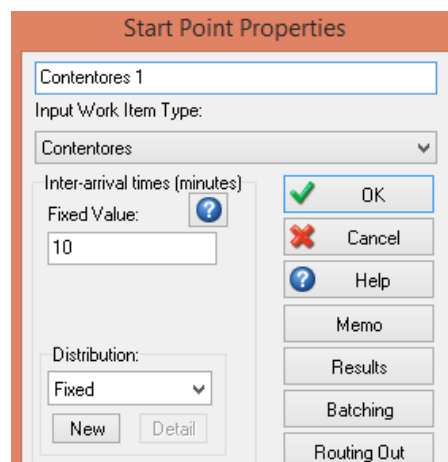 Start Point Properties
Contentores 1
Input Work Item Type:
Contentores
Inter-arrival times (minutes)
Fixed Value:
10
Distribution:
Fixed
New
Detail
OK
Cancel
Help
Memo
Results
Batching
Routing Out